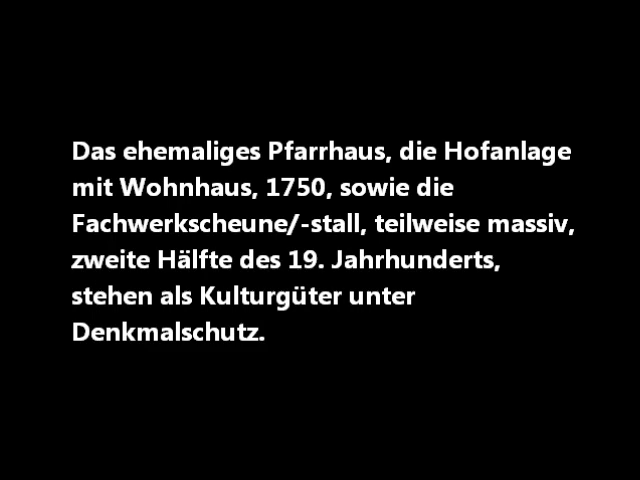 Das ehemaliges Pfarrhaus, die Hofanlage
mit Wohnhaus, 1750, sowie die
Fachwerkscheune/-stall, teilweise massiv,
zweite Hälfte des 19. Jahrhunderts,
stehen als Kulturgüter unter
Denkmalschutz.